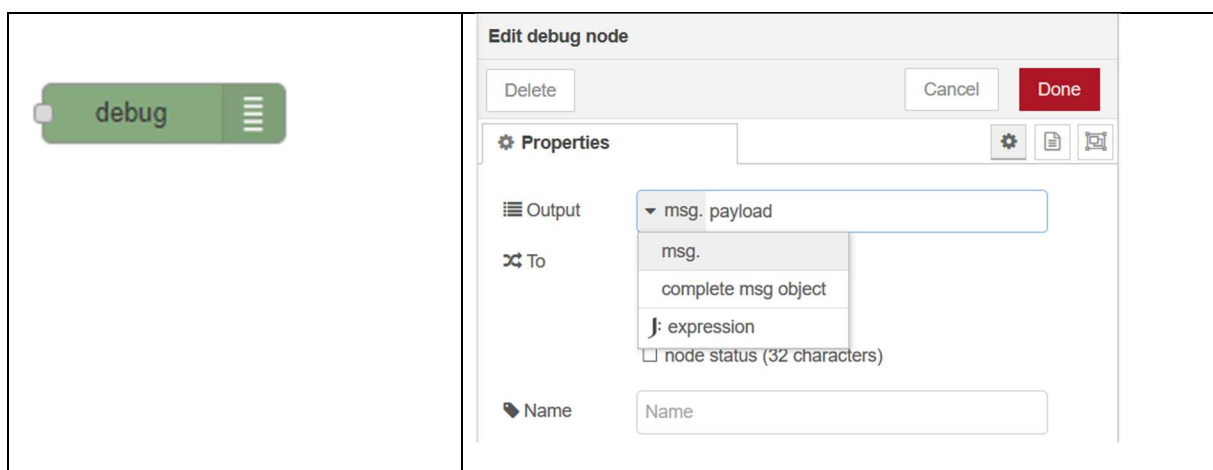 debug
Edit debug node
Delete Cancel Done
Properties
Output msg. payload
To msg.
complete msg object
J: expression
node status (32 characters)
Name Name